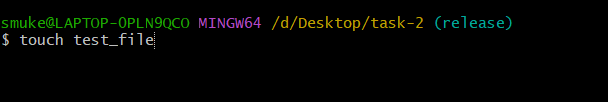 smuke@LAPTOP-0PLN9QCO MINGW64 /d/Desktop/task-2 (release)
$ touch test_file